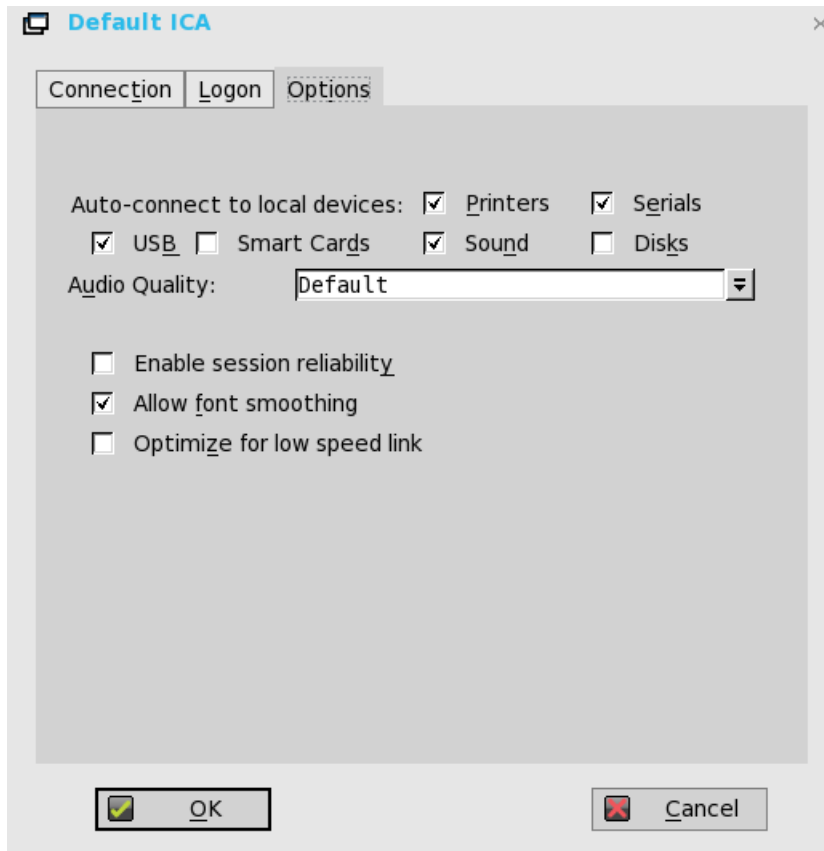 Default ICA
Connection Logon Options
Auto-connect to local devices: Printers Serials
USB Smart Cards Sound Disks
Audio Quality: Default
Enable session reliability
Allow font smoothing
Optimize for low speed link
OK Cancel